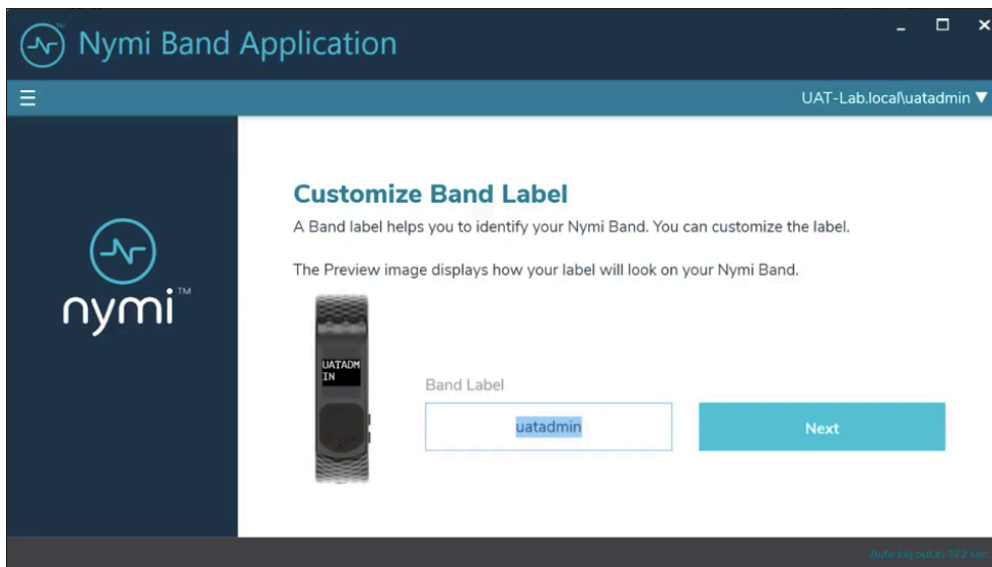 Nymi Band Application
UAT-Lab.local\uatadmin ▼
nymi™
Customize Band Label
A Band label helps you to identify your Nymi Band. You can customize the label.
The Preview image displays how your label will look on your Nymi Band.
UATADM
IN
Band Label
uatadmin
Next
Auto log out in 272 sec